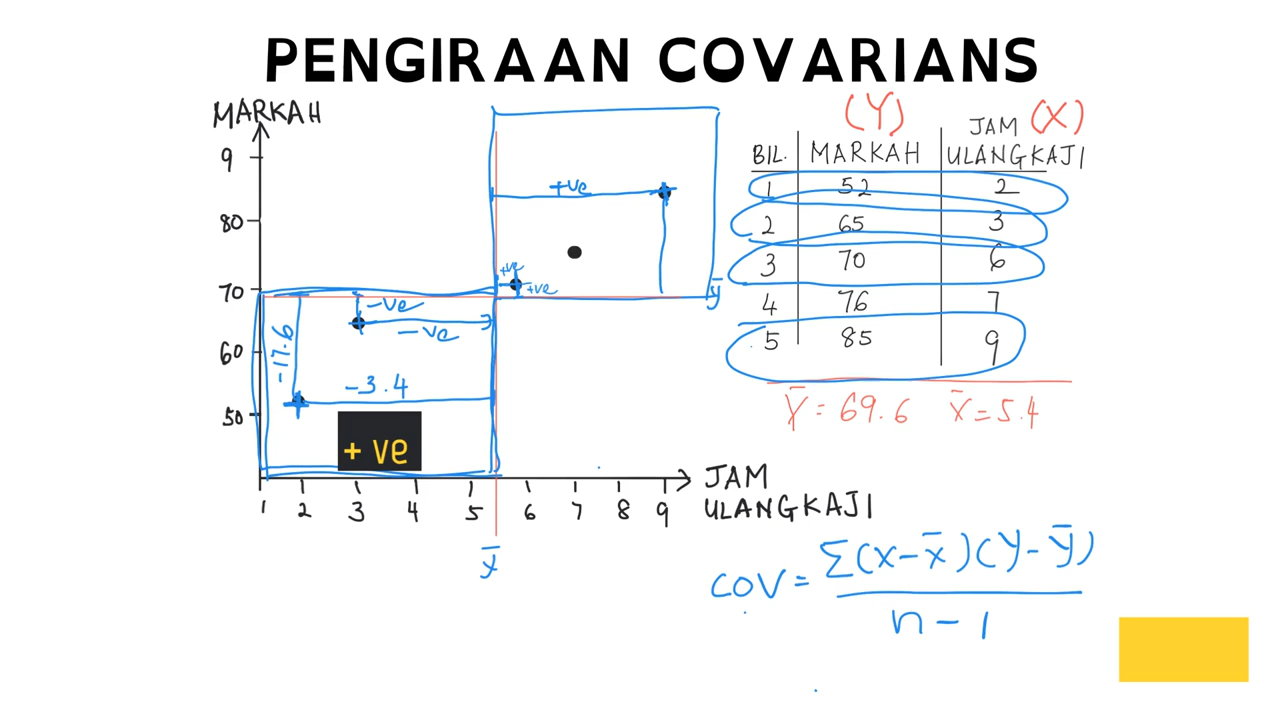 PENGIRAAN COVARIANS
MARKAH
9
80
70
60
50
1 2 3 4 5 6 7 8 9
JAM
ULANGKAJI
+ve
+ve
+ve
-ve
-ve
-17.6
-3.4
+ ve
x̄
ȳ
(Y) (X)
BIL. MARKAH JAM ULANGKAJI
1 52 2
2 65 3
3 70 6
4 76 7
5 85 9
Ȳ = 69.6 X̄ = 5.4
COV = Σ(x-x̄)(y-ȳ)
n - 1